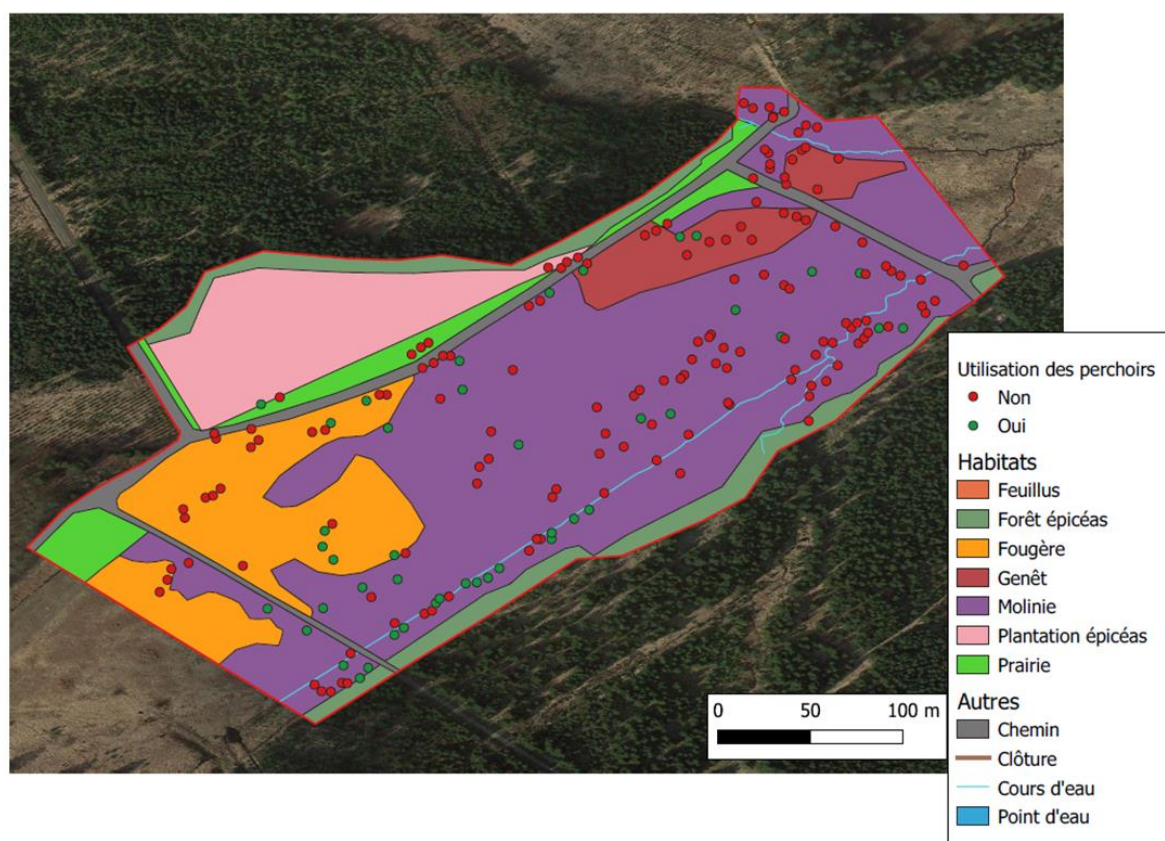 Utilisation des perchoirs
Non
Oui
Habitats
Feuillus
Forêt épicéas
Fougère
Genêt
Molinie
Plantation épicéas
Prairie
Autres
Chemin
Clôture
Cours d'eau
Point d'eau
0 50 100 m